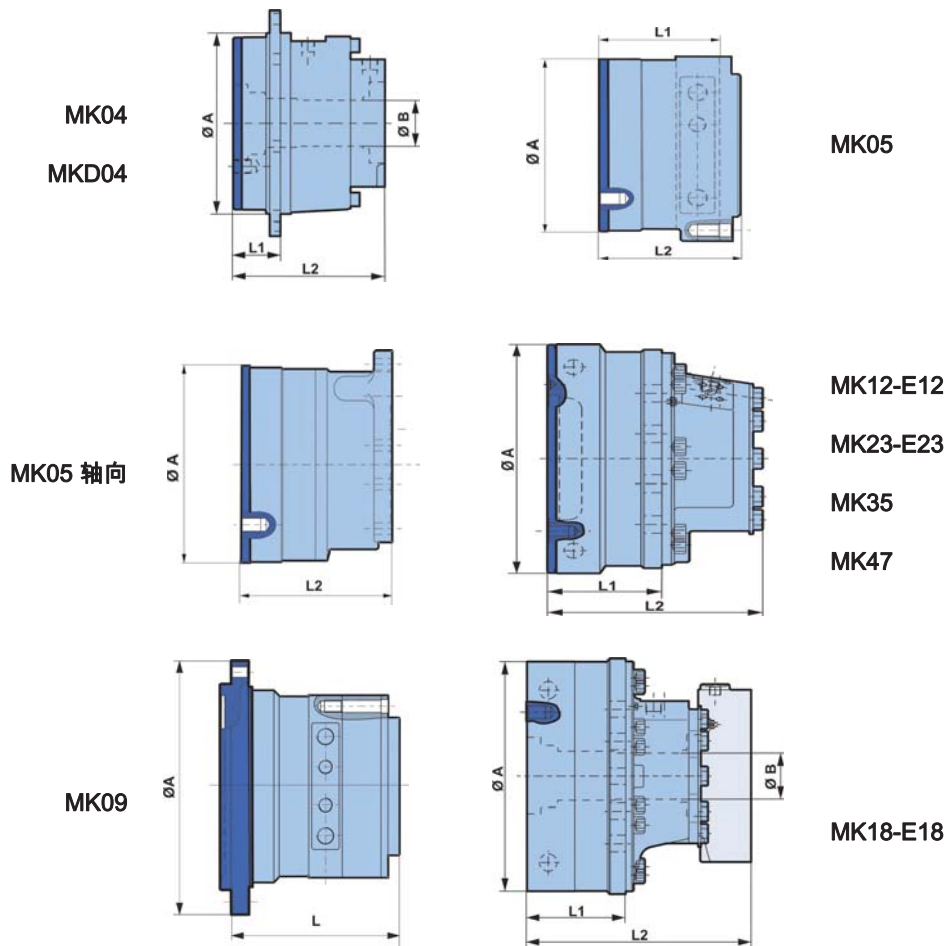 MK04
MKD04
Ø A
Ø B
L1
L2
L1
Ø A
L2
MK05
MK05 轴向
Ø A
L2
Ø A
L1
L2
MK12-E12
MK23-E23
MK35
MK47
MK09
ØA
L
Ø A
Ø B
L1
L2
MK18-E18